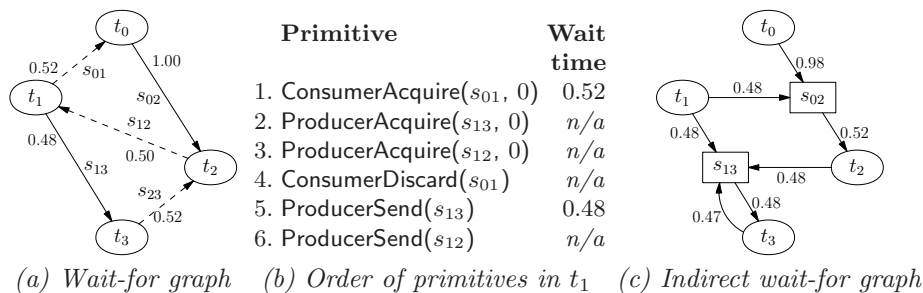 t0
1.00
0.52
s01
t1
s02
s12
0.48
0.50
s13
t2
s23
0.52
t3
(a) Wait-for graph
Primitive Wait
time
1. ConsumerAcquire(s01, 0) 0.52
2. ProducerAcquire(s13, 0) n/a
3. ProducerAcquire(s12, 0) n/a
4. ConsumerDiscard(s01) n/a
5. ProducerSend(s13) 0.48
6. ProducerSend(s12) n/a
(b) Order of primitives in t1
t0
0.98
t1
0.48
s02
0.48
0.52
s13
t2
0.48
0.48
0.47
t3
(c) Indirect wait-for graph